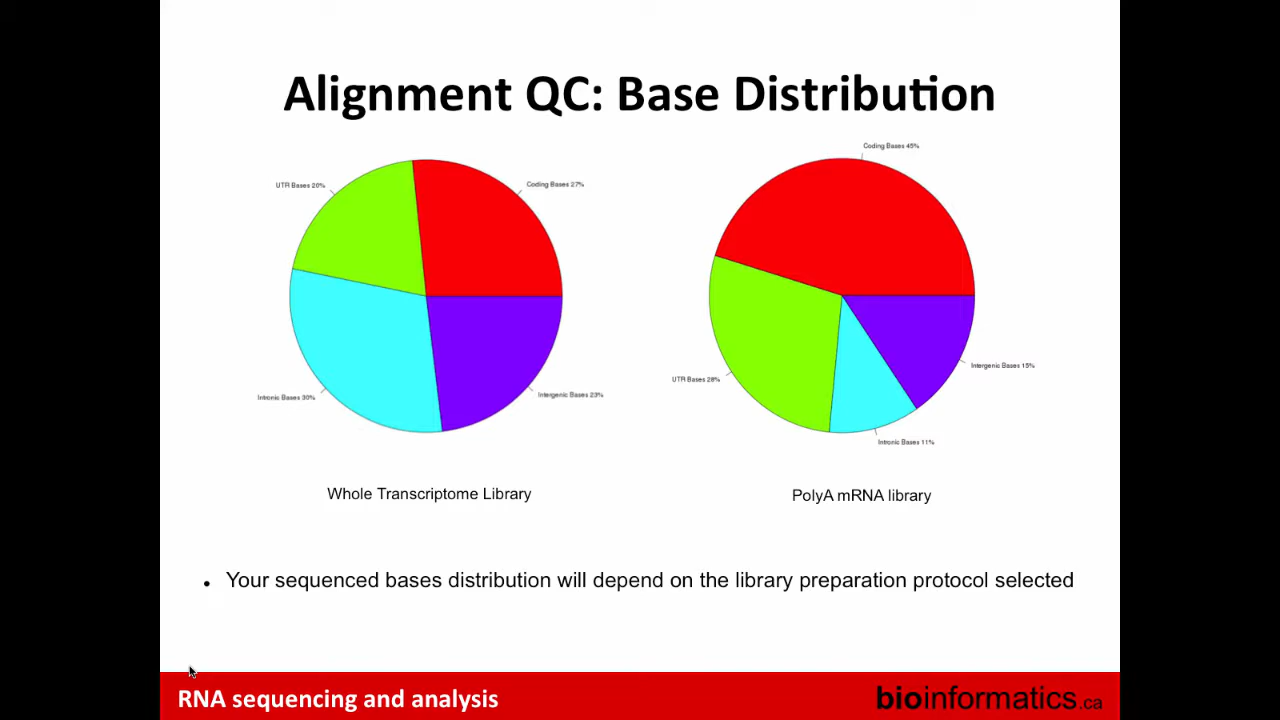 Alignment QC: Base Distribution
Coding Bases 45%
UTR Bases 20%
Coding Bases 27%
Intergenic Bases 15%
UTR Bases 28%
Intronic Bases 30%
Intergenic Bases 23%
Intronic Bases 11%
Whole Transcriptome Library
PolyA mRNA library
• Your sequenced bases distribution will depend on the library preparation protocol selected
RNA sequencing and analysis
bioinformatics.ca